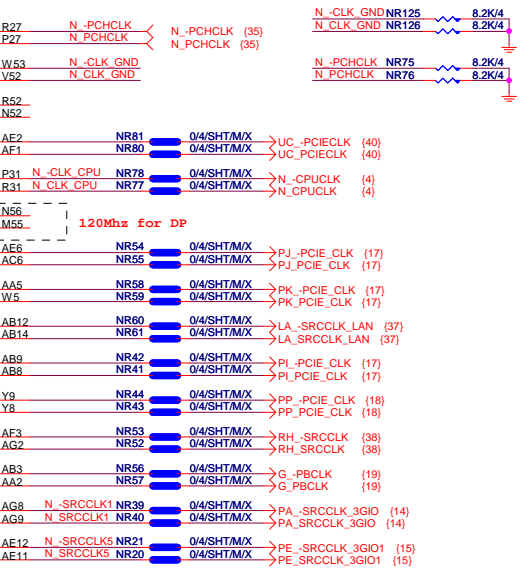 N_-CLK_GND NR125 8.2K/4
N_CLK_GND NR126 8.2K/4
R27 N_-PCHCLK N_-PCHCLK {35}
P27 N_PCHCLK N_PCHCLK {35}
W53 N_-CLK_GND N_-PCHCLK NR75 8.2K/4
V52 N_CLK_GND N_PCHCLK NR76 8.2K/4
R52
N52
AE2 NR81 0/4/SHT/M/X UC_-PCIECLK {40}
AF1 NR80 0/4/SHT/M/X UC_PCIECLK {40}
P31 N_-CLK_CPU NR78 0/4/SHT/M/X N_-CPUCLK {4}
R31 N_CLK_CPU NR77 0/4/SHT/M/X N_CPUCLK {4}
N56
M55 120Mhz for DP
AE6 NR54 0/4/SHT/M/X PJ_-PCIE_CLK {17}
AC6 NR55 0/4/SHT/M/X PJ_PCIE_CLK {17}
AA5 NR58 0/4/SHT/M/X PK_-PCIE_CLK {17}
W5 NR59 0/4/SHT/M/X PK_PCIE_CLK {17}
AB12 NR60 0/4/SHT/M/X LA_-SRCCLK_LAN {37}
AB14 NR61 0/4/SHT/M/X LA_SRCCLK_LAN {37}
AB9 NR42 0/4/SHT/M/X PI_-PCIE_CLK {17}
AB8 NR41 0/4/SHT/M/X PI_PCIE_CLK {17}
Y9 NR44 0/4/SHT/M/X PP_-PCIE_CLK {18}
Y8 NR43 0/4/SHT/M/X PP_PCIE_CLK {18}
AF3 NR53 0/4/SHT/M/X RH_-SRCCLK {38}
AG2 NR52 0/4/SHT/M/X RH_SRCCLK {38}
AB3 NR56 0/4/SHT/M/X G_-PBCLK {19}
AA2 NR57 0/4/SHT/M/X G_PBCLK {19}
AG8 N_-SRCCLK1 NR39 0/4/SHT/M/X PA_-SRCCLK_3GIO {14}
AG9 N_SRCCLK1 NR40 0/4/SHT/M/X PA_SRCCLK_3GIO {14}
AE12 N_-SRCCLK5 NR21 0/4/SHT/M/X PE_-SRCCLK_3GIO1 {15}
AE11 N_SRCCLK5 NR20 0/4/SHT/M/X PE_SRCCLK_3GIO1 {15}